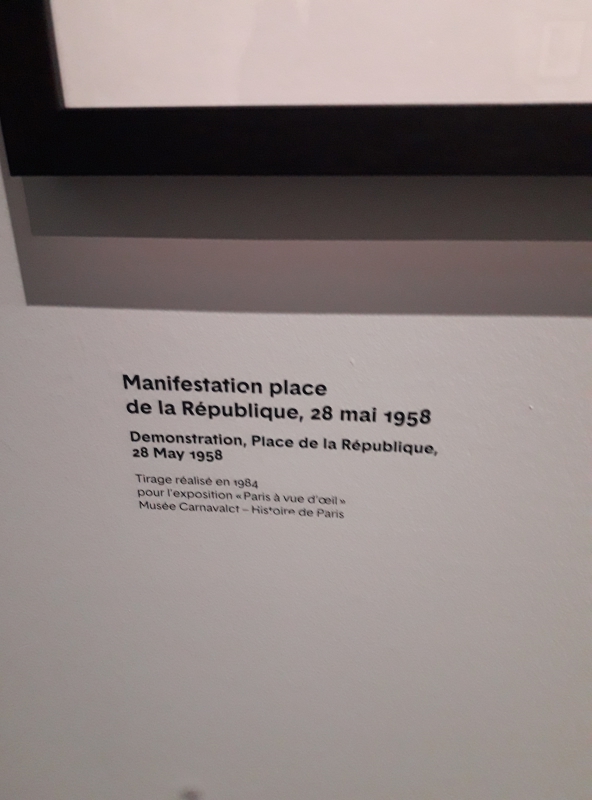 Manifestation place
de la République, 28 mai 1958
Demonstration, Place de la République,
28 May 1958
Tirage réalisé en 1984
pour l'exposition « Paris à vue d'œil »
Musée Carnavalet – Histoire de Paris